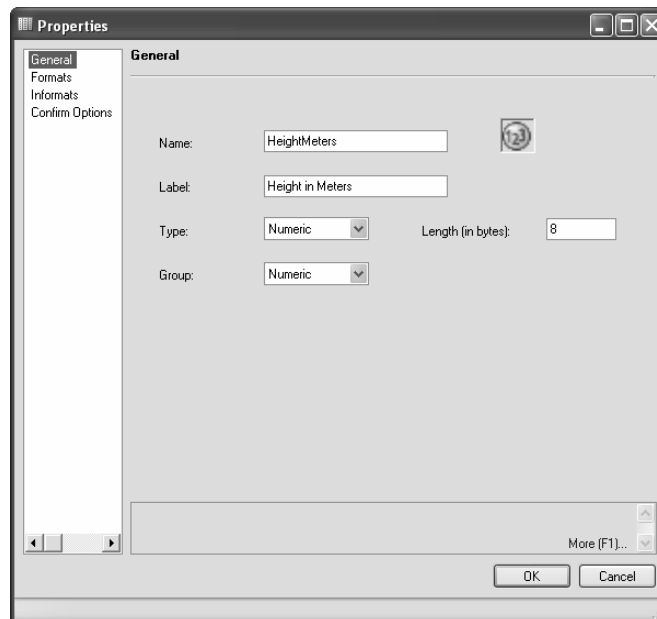 Properties
General
Formats
Informats
Confirm Options
General
Name: HeightMeters 123
Label: Height in Meters
Type: Numeric Length (in bytes): 8
Group: Numeric
More (F1)...
OK Cancel